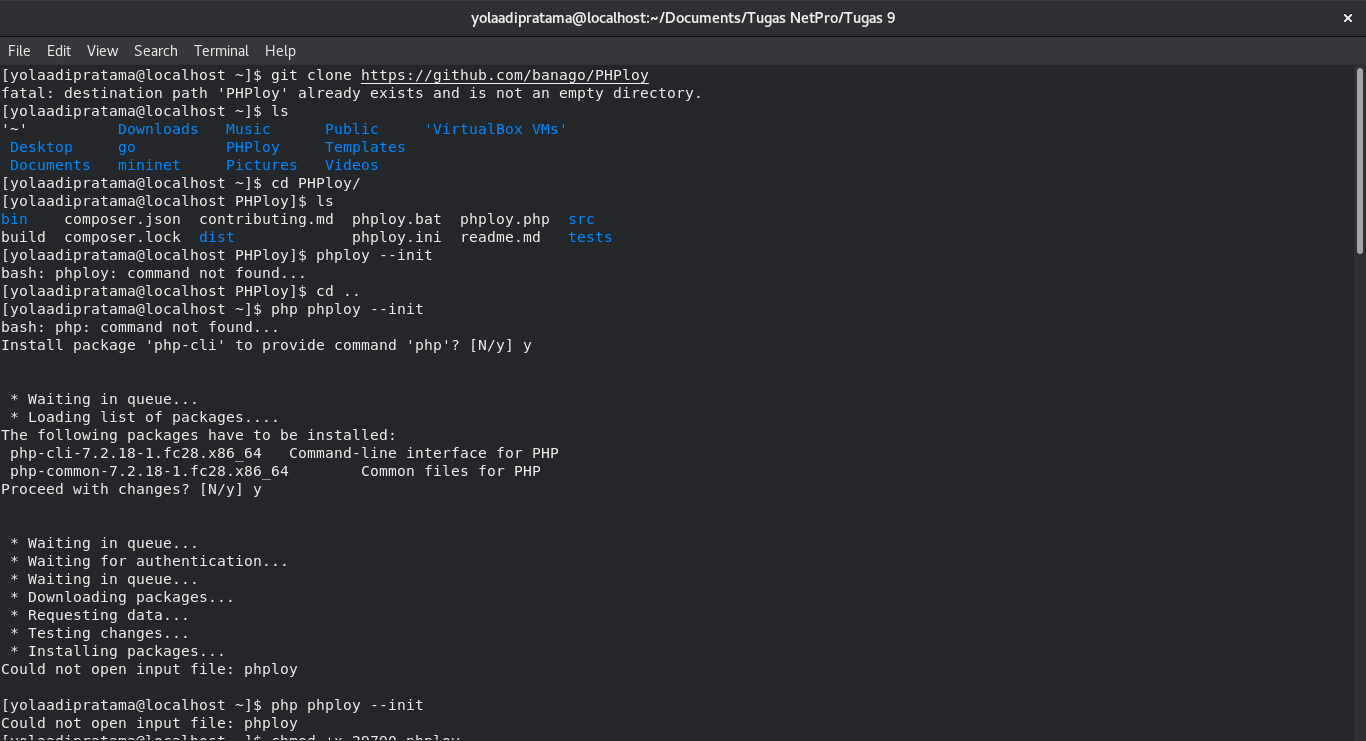 yolaadipratama@localhost:~/Documents/Tugas NetPro/Tugas 9
File Edit View Search Terminal Help
[yolaadipratama@localhost ~]$ git clone https://github.com/banago/PHPloy
fatal: destination path 'PHPloy' already exists and is not an empty directory.
[yolaadipratama@localhost ~]$ ls
'~' Downloads Music Public 'VirtualBox VMs'
Desktop go PHPloy Templates
Documents mininet Pictures Videos
[yolaadipratama@localhost ~]$ cd PHPloy/
[yolaadipratama@localhost PHPloy]$ ls
bin composer.json contributing.md phploy.bat phploy.php src
build composer.lock dist phploy.ini readme.md tests
[yolaadipratama@localhost PHPloy]$ phploy --init
bash: phploy: command not found...
[yolaadipratama@localhost PHPloy]$ cd ..
[yolaadipratama@localhost ~]$ php phploy --init
bash: php: command not found...
Install package 'php-cli' to provide command 'php'? [N/y] y
* Waiting in queue...
* Loading list of packages....
The following packages have to be installed:
php-cli-7.2.18-1.fc28.x86_64 Command-line interface for PHP
php-common-7.2.18-1.fc28.x86_64 Common files for PHP
Proceed with changes? [N/y] y
* Waiting in queue...
* Waiting for authentication...
* Waiting in queue...
* Downloading packages...
* Requesting data...
* Testing changes...
* Installing packages...
Could not open input file: phploy
[yolaadipratama@localhost ~]$ php phploy --init
Could not open input file: phploy
[yolaadipratama@localhost ~]$ chmod +x